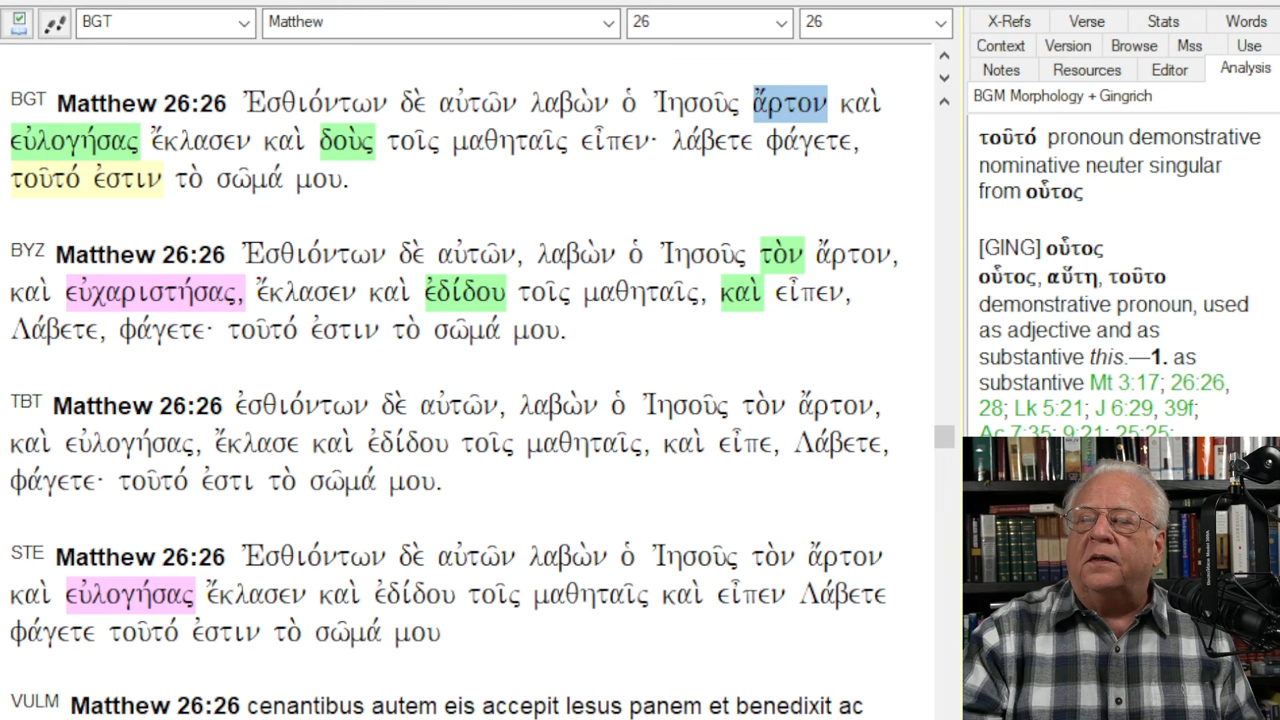 BGT Matthew 26 26
X-Refs Verse Stats Words
Context Version Browse Mss Use
Notes Resources Editor Analysis
BGM Morphology + Gingrich
BGT Matthew 26:26 Ἐσθιόντων δὲ αὐτῶν λαβὼν ὁ Ἰησοῦς ἄρτον καὶ
εὐλογήσας ἔκλασεν καὶ δοὺς τοῖς μαθηταῖς εἶπεν· λάβετε φάγετε,
τοῦτό ἐστιν τὸ σῶμά μου.
BYZ Matthew 26:26 Ἐσθιόντων δὲ αὐτῶν, λαβὼν ὁ Ἰησοῦς τὸν ἄρτον,
καὶ εὐχαριστήσας, ἔκλασεν καὶ ἐδίδου τοῖς μαθηταῖς, καὶ εἶπεν,
Λάβετε, φάγετε· τοῦτό ἐστιν τὸ σῶμά μου.
TBT Matthew 26:26 ἐσθιόντων δὲ αὐτῶν, λαβὼν ὁ Ἰησοῦς τὸν ἄρτον,
καὶ εὐλογήσας, ἔκλασε καὶ ἐδίδου τοῖς μαθηταῖς, καὶ εἶπε, Λάβετε,
φάγετε· τοῦτό ἐστι τὸ σῶμά μου.
STE Matthew 26:26 Ἐσθιόντων δὲ αὐτῶν λαβὼν ὁ Ἰησοῦς τὸν ἄρτον
καὶ εὐλογήσας ἔκλασεν καὶ ἐδίδου τοῖς μαθηταῖς καὶ εἶπεν Λάβετε
φάγετε τοῦτό ἐστιν τὸ σῶμά μου
VULM Matthew 26:26 cenantibus autem eis accepit Iesus panem et benedixit ac
τοῦτό pronoun demonstrative
nominative neuter singular
from οὗτος
[GING] οὗτος
οὗτος, αὕτη, τοῦτο
demonstrative pronoun, used
as adjective and as
substantive this.—1. as
substantive Mt 3:17; 26:26,
28; Lk 5:21; J 6:29, 39f;
Ac 7:35; 9:21; 25:25;